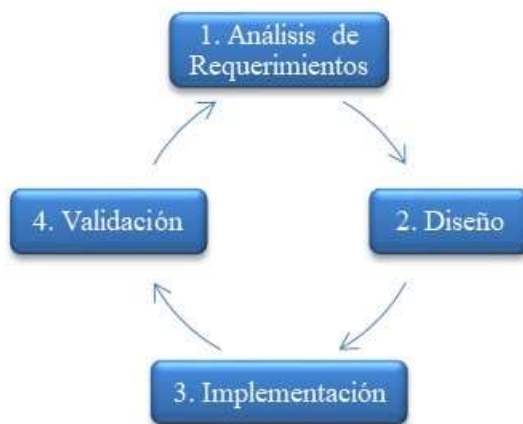 1. Análisis de
Requerimientos
2. Diseño
3. Implementación
4. Validación